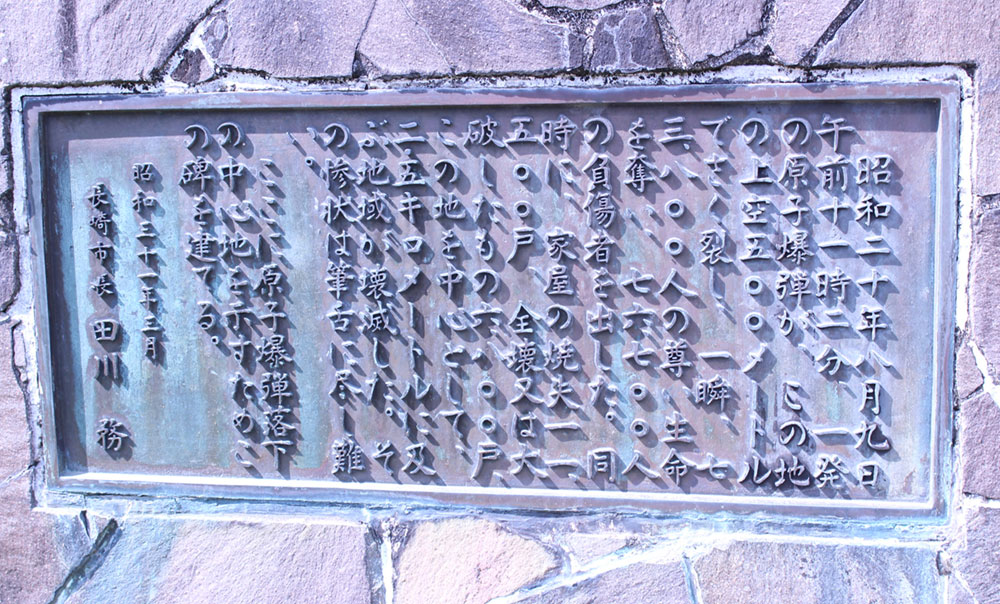 昭和二十年八月九日
午前十一時二分、一発
の原子爆弾が、この地
の上空五〇〇メートル
でさく裂し、一瞬、七
三、八〇〇人の尊い生命
を奪い、七六、七〇〇人
の負傷者を出した。同
時に、家屋の焼失一一、
五〇〇戸、全壊又は大
破したもの六、八〇〇戸、
この地を中心として、
二、五キロメートルに及
ぶ地域が壊滅した。そ
の惨状は筆舌に尽し難
い。
ここに原子爆弾落下
の中心地を示すためこ
の碑を建てる。
昭和三十一年三月
長崎市長 田川 務